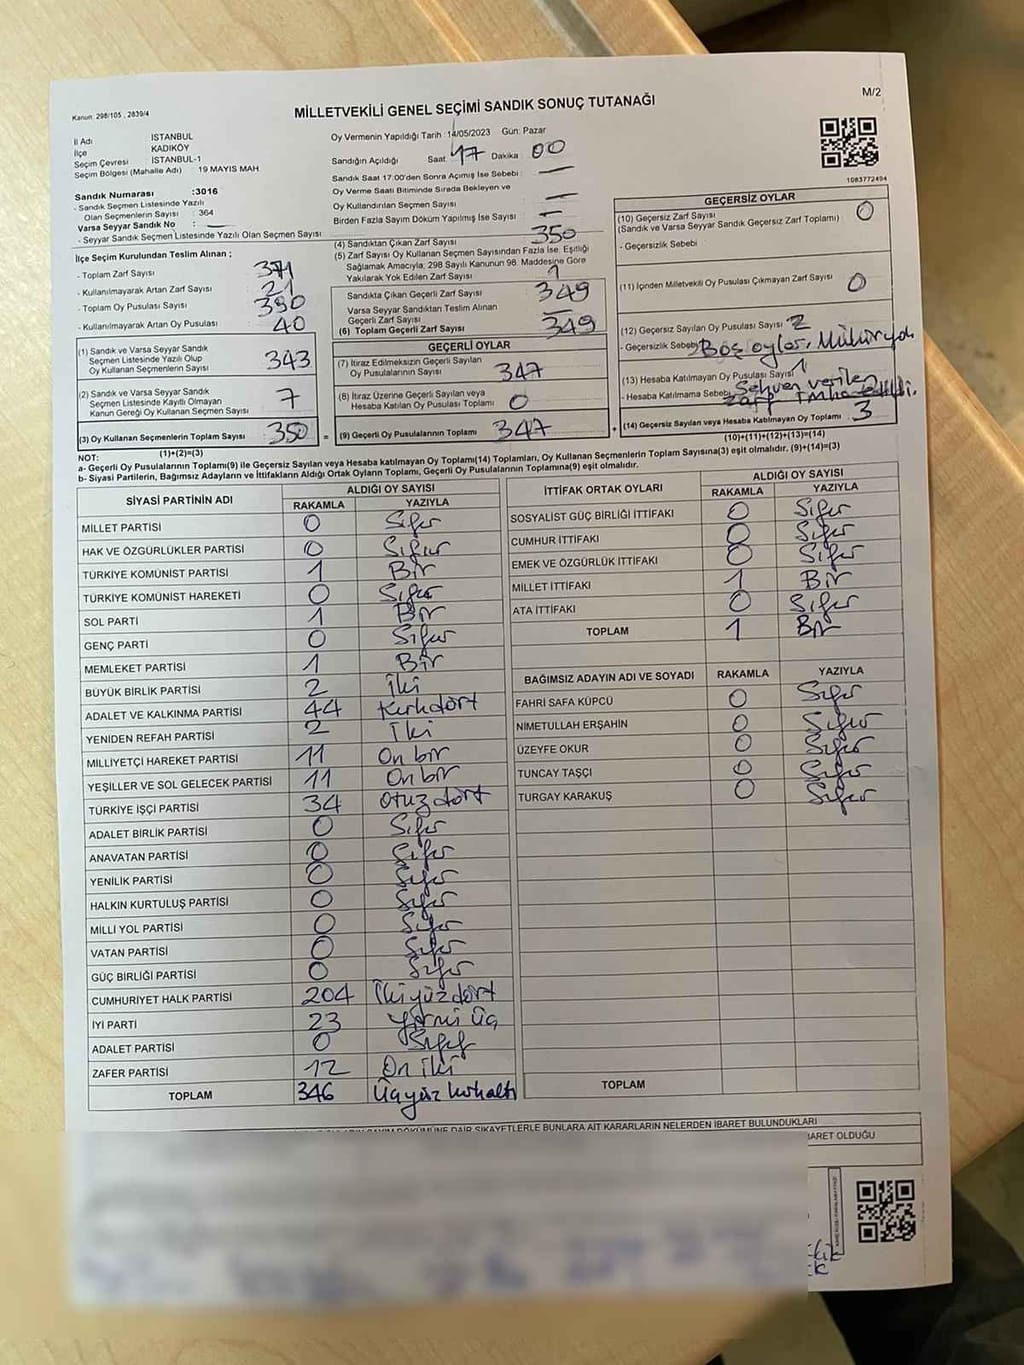 Kanun: 298/105 , 2839/4
MİLLETVEKİLİ GENEL SEÇİMİ SANDIK SONUÇ TUTANAĞI
M/2
İl Adı İSTANBUL
İlçe KADIKÖY
Seçim Çevresi : İSTANBUL-1
Seçim Bölgesi (Mahalle Adı) 19 MAYIS MAH
Sandık Numarası :3016
- Sandık Seçmen Listesinde Yazılı
Olan Seçmenlerin Sayısı : 364
Varsa Seyyar Sandık No : —
- Seyyar Sandık Seçmen Listesinde Yazılı Olan Seçmen Sayısı
Oy Vermenin Yapıldığı Tarih : 14/05/2023 Gün: Pazar
Sandığın Açıldığı Saat 17 Dakika 00
Sandık Saat 17:00'den Sonra Açımış İse Sebebi : —
Oy Verme Saati Bitiminde Sırada Bekleyen ve
Oy Kullandırılan Seçmen Sayısı —
Birden Fazla Sayım Döküm Yapılmış İse Sayısı —
1083772494
İlçe Seçim Kurulundan Teslim Alınan ;
- Toplam Zarf Sayısı 371
- Kullanılmayarak Artan Zarf Sayısı : 21
- Toplam Oy Pusulası Sayısı : 390
- Kullanılmayarak Artan Oy Pusulası : 40
(1) Sandık ve Varsa Seyyar Sandık
Seçmen Listesinde Yazılı Olup
Oy Kullanan Seçmenlerin Sayısı 343
(2) Sandık ve Varsa Seyyar Sandık
Seçmen Listesinde Kayıtlı Olmayan
Kanun Gereği Oy Kullanan Seçmen Sayısı 7
(3) Oy Kullanan Seçmenlerin Toplam Sayısı 350
(1)+(2)=(3)
(4) Sandıktan Çıkan Zarf Sayısı 350
(5) Zarf Sayısı Oy Kullanan Seçmen Sayısından Fazla İse, Eşitliği
Sağlamak Amacıyla; 298 Sayılı Kanunun 98. Maddesine Göre
Yakılarak Yok Edilen Zarf Sayısı 1
Sandıkta Çıkan Geçerli Zarf Sayısı 349
Varsa Seyyar Sandıktan Teslim Alınan
Geçerli Zarf Sayısı: —
(6) Toplam Geçerli Zarf Sayısı 349
GEÇERLİ OYLAR
(7) İtiraz Edilmeksizin Geçerli Sayılan
Oy Pusulalarının Sayısı: 347
(8) İtiraz Üzerine Geçerli Sayılan veya
Hesaba Katılan Oy Pusulası Toplamı 0
= (9) Geçerli Oy Pusulalarının Toplamı 347
GEÇERSİZ OYLAR
(10) Geçersiz Zarf Sayısı 0
(Sandık ve Varsa Seyyar Sandık Geçersiz Zarf Toplamı)
- Geçersizlik Sebebi
(11) İçinden Milletvekili Oy Pusulası Çıkmayan Zarf Sayısı 0
(12) Geçersiz Sayılan Oy Pusulası Sayısı 2
- Geçersizlik Sebebi Boş oylar, Mühür yok
(13) Hesaba Katılmayan Oy Pusulası Sayısı 1
- Hesaba Katılmama Sebebi Sehven verilen
zarf imha edildi.
+ (14) Geçersiz Sayılan veya Hesaba Katılmayan Oy Toplamı 3
(10)+(11)+(12)+(13)=(14)
NOT:
a- Geçerli Oy Pusulalarının Toplamı(9) ile Geçersiz Sayılan veya Hesaba katılmayan Oy Toplamı(14) Toplamları, Oy Kullanan Seçmenlerin Toplam Sayısına(3) eşit olmalıdır. (9)+(14)=(3)
b- Siyasi Partilerin, Bağımsız Adayların ve İttifakların Aldığı Ortak Oyların Toplamı, Geçerli Oy Pusulalarının Toplamına(9) eşit olmalıdır.
SİYASİ PARTİNİN ADI ALDIĞI OY SAYISI
RAKAMLA YAZIYLA
MİLLET PARTİSİ 0 Sıfır
HAK VE ÖZGÜRLÜKLER PARTİSİ 0 Sıfır
TÜRKİYE KOMÜNİST PARTİSİ 1 Bir
TÜRKİYE KOMÜNİST HAREKETİ 0 Sıfır
SOL PARTİ 1 Bir
GENÇ PARTİ 0 Sıfır
MEMLEKET PARTİSİ 1 Bir
BÜYÜK BİRLİK PARTİSİ 2 İki
ADALET VE KALKINMA PARTİSİ 44 Kırkdört
YENİDEN REFAH PARTİSİ 2 İki
MİLLİYETÇİ HAREKET PARTİSİ 11 On bir
YEŞİLLER VE SOL GELECEK PARTİSİ 11 On bir
TÜRKİYE İŞÇİ PARTİSİ 34 Otuz dört
ADALET BİRLİK PARTİSİ 0 Sıfır
ANAVATAN PARTİSİ 0 Sıfır
YENİLİK PARTİSİ 0 Sıfır
HALKIN KURTULUŞ PARTİSİ 0 Sıfır
MİLLİ YOL PARTİSİ 0 Sıfır
VATAN PARTİSİ 0 Sıfır
GÜÇ BİRLİĞİ PARTİSİ 0 Sıfır
CUMHURİYET HALK PARTİSİ 204 İkiyüzdört
İYİ PARTİ 23 Yirmi üç
ADALET PARTİSİ 0 Sıfır
ZAFER PARTİSİ 12 On iki
TOPLAM 346 Üçyüz kırkaltı
İTTİFAK ORTAK OYLARI ALDIĞI OY SAYISI
RAKAMLA YAZIYLA
SOSYALİST GÜÇ BİRLİĞİ İTTİFAKI 0 Sıfır
CUMHUR İTTİFAKI 0 Sıfır
EMEK VE ÖZGÜRLÜK İTTİFAKI 0 Sıfır
MİLLET İTTİFAKI 1 Bir
ATA İTTİFAKI 0 Sıfır
TOPLAM 1 Bir
BAĞIMSIZ ADAYIN ADI VE SOYADI RAKAMLA YAZIYLA
FAHRİ SAFA KÜPCÜ 0 Sıfır
NİMETULLAH ERŞAHİN 0 Sıfır
ÜZEYFE OKUR 0 Sıfır
TUNCAY TAŞÇI 0 Sıfır
TURGAY KARAKUŞ 0 Sıfır
TOPLAM
DÖKÜMÜNE DAİR ŞİKAYETLERLE BUNLARA AİT KARARLARIN NELERDEN İBARET BULUNDUKLARI
İBARET OLDUĞU